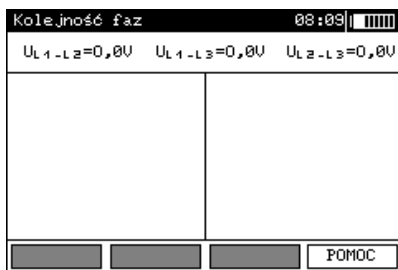 Kolejność faz 08:09
UL1-L2=0,0V UL1-L3=0,0V UL2-L3=0,0V
POMOC